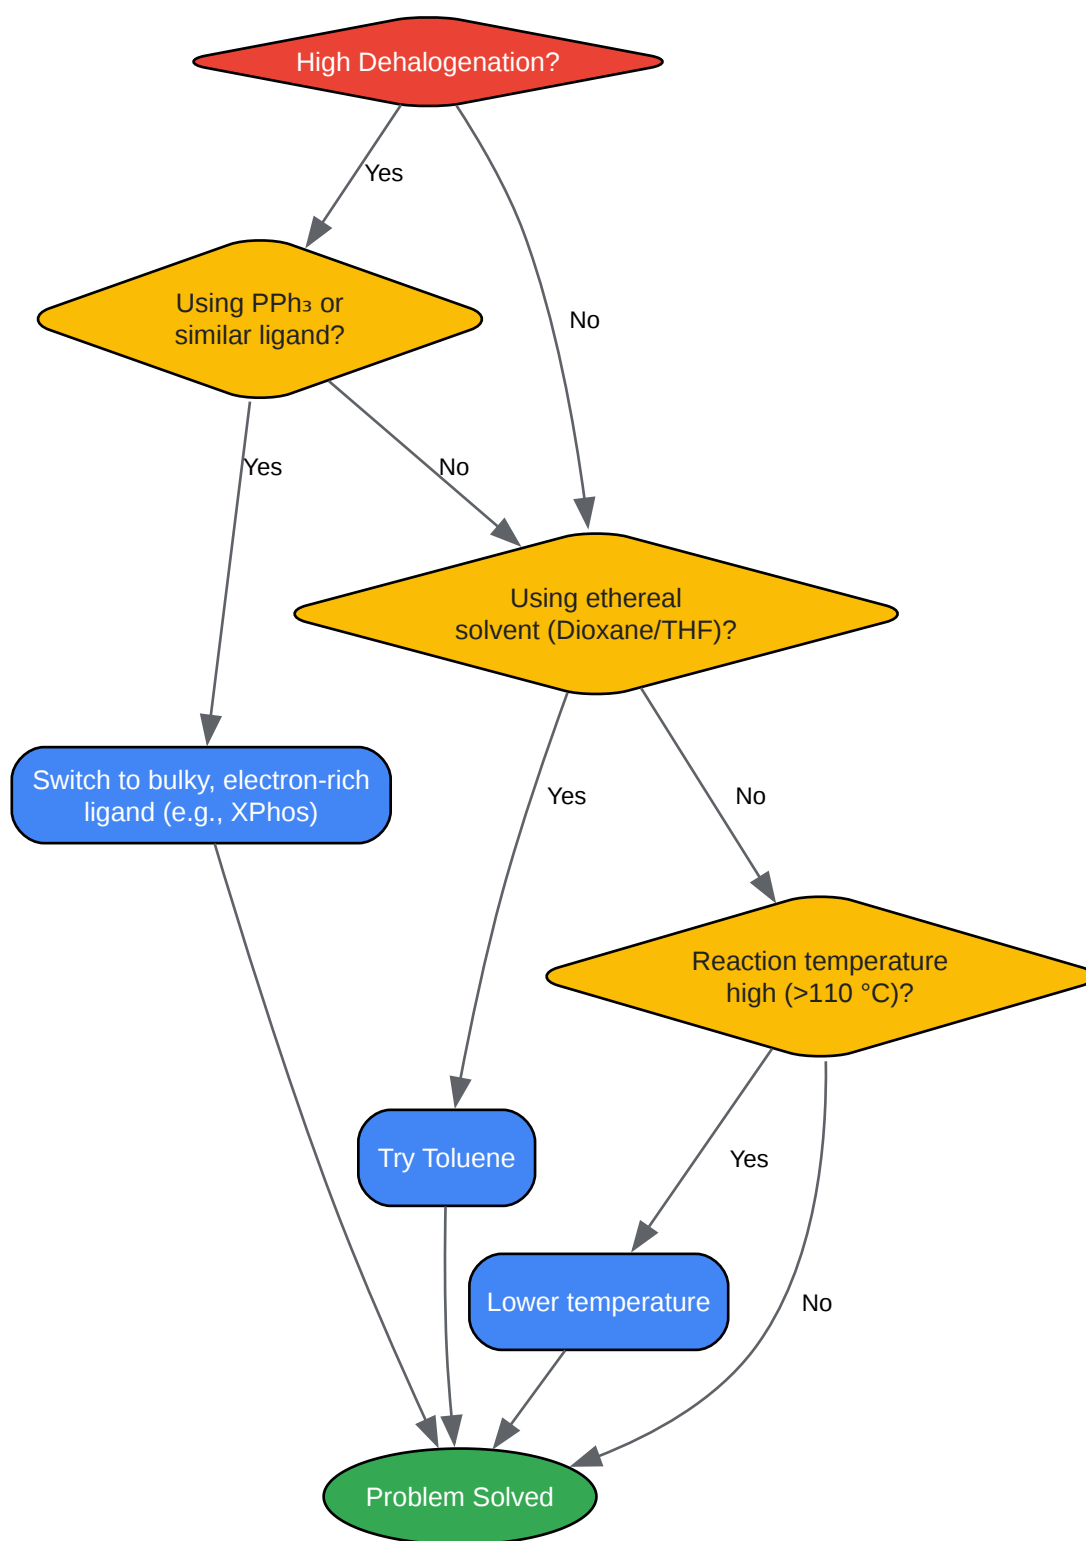 High Dehalogenation?
Yes
Using PPh₃ or
similar ligand?
No
Yes
No
Using ethereal
solvent (Dioxane/THF)?
Switch to bulky, electron-rich
ligand (e.g., XPhos)
Yes
No
Reaction temperature
high (>110 °C)?
Try Toluene
Yes
Lower temperature
No
Problem Solved